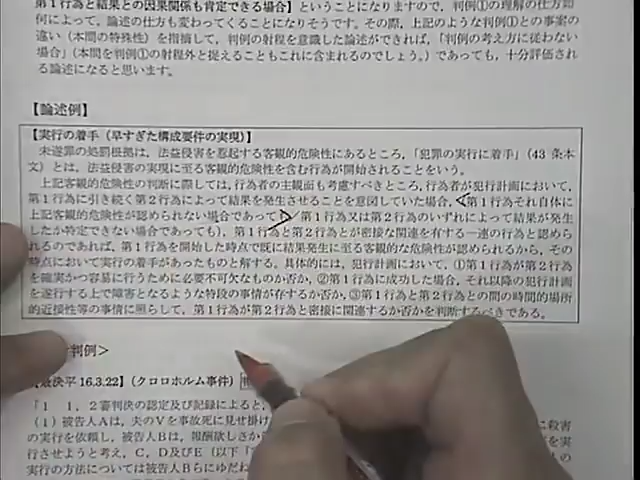 第1行為と次果関係も肯定できる場合】ということになりますので、判例①の理解の仕方如
何によって、論述の仕方も変わってくることになりそうです。その際、上記のような判例①との事案の
違い（本問の特殊性）を指摘して、判例の射程を意識した論述ができれば、「判例の考え方に従わない
場合」（本問を判例①の射程外と捉えることもこれに含まれるのでしょう。）であっても、十分評価され
る論述になると思います。
【論述例】
【実行の着手（早すぎた構成要件の実現）】
未遂罪の処罰根拠は、法益侵害を惹起する客観的危険性にあるところ、「犯罪の実行に着手」（43 条本
文）とは、法益侵害の実現に至る客観的危険性を含む行為が開始されることをいう。
上記客観的危険性の判断に際しては、行為者の主観面も考慮すべきところ、行為者が犯行計画において、
第1行為に引き続く第2行為によって結果を発生させることを意図していた場合、第1行為それ自体に
上記客観的危険性が認められない場合であって、第1行為又は第2行為のいずれによって結果が発生
したか特定できない場合であっても）、第1行為と第2行為とが密接な関連を有する一連の行為と認めら
れるのであれば、第1行為を開始した時点で既に結果発生に至る客観的な危険性が認められるから、その
時点において実行の着手があったものと解する。具体的には、犯行計画において、①第1行為が第2行為
を確実かつ容易に行うために必要不可欠なものか否か、②第1行為に成功した場合、それ以降の犯行計画
を遂行する上で障害となるような特段の事情が存するか否か、③第1行為と第2行為との間の時間的場所
的近接性等の事情に照らして、第1行為が第2行為と密接に関連するか否かを判断するべきである。
判例＞
最決平 16.3.22】（クロロホルム事件）
「1 1、2審判決の認定及び記録によると、
（1）被告人Aは、夫のVを事故死に見せ掛け に殺害
の実行を依頼し、被告人Bは、報酬欲しさか を実
行させようと考え、C、D及びE（以下「
実行の方法については被告人Bらにゆだね